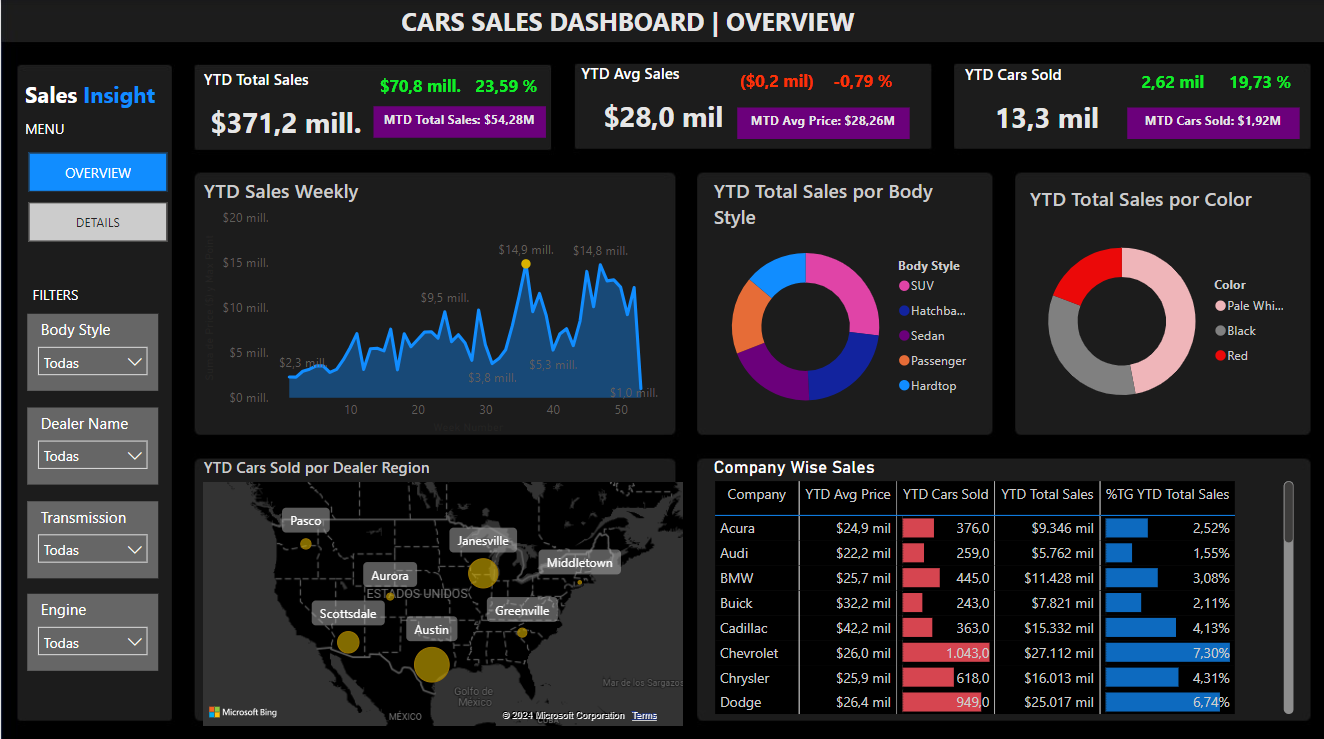 CARS SALES DASHBOARD | OVERVIEW
Sales Insight
MENU
OVERVIEW
DETAILS
FILTERS
Body Style
Todas
Dealer Name
Todas
Transmission
Todas
Engine
Todas
YTD Total Sales
$70,8 mill. 23,59 %
$371,2 mill.
MTD Total Sales: $54,28M
YTD Avg Sales
($0,2 mil) -0,79 %
$28,0 mil
MTD Avg Price: $28,26M
YTD Cars Sold
2,62 mil 19,73 %
13,3 mil
MTD Cars Sold: $1,92M
YTD Sales Weekly
$20 mill.
$15 mill.
$10 mill.
$5 mill.
$0 mill.
$2,3 mill.
$9,5 mill.
$3,8 mill.
$14,9 mill.
$5,3 mill.
$14,8 mill.
$1,0 mill.
10 20 30 40 50
YTD Total Sales por Body
Style
Body Style
SUV
Hatchba...
Sedan
Passenger
Hardtop
YTD Total Sales por Color
Color
Pale Whi...
Black
Red
YTD Cars Sold por Dealer Region
Pasco
Janesville
Middletown
Aurora
ESTADOS UNIDOS
Scottsdale
Greenville
Austin
Mar de los Sargazos
Golfo de
México
MÉXICO
Microsoft Bing
© 2024 Microsoft Corporation Terms
Company Wise Sales
Company YTD Avg Price YTD Cars Sold YTD Total Sales %TG YTD Total Sales
Acura $24,9 mil 376,0 $9.346 mil 2,52%
Audi $22,2 mil 259,0 $5.762 mil 1,55%
BMW $25,7 mil 445,0 $11.428 mil 3,08%
Buick $32,2 mil 243,0 $7.821 mil 2,11%
Cadillac $42,2 mil 363,0 $15.332 mil 4,13%
Chevrolet $26,0 mil 1.043,0 $27.112 mil 7,30%
Chrysler $25,9 mil 618,0 $16.013 mil 4,31%
Dodge $26,4 mil 949,0 $25.017 mil 6,74%